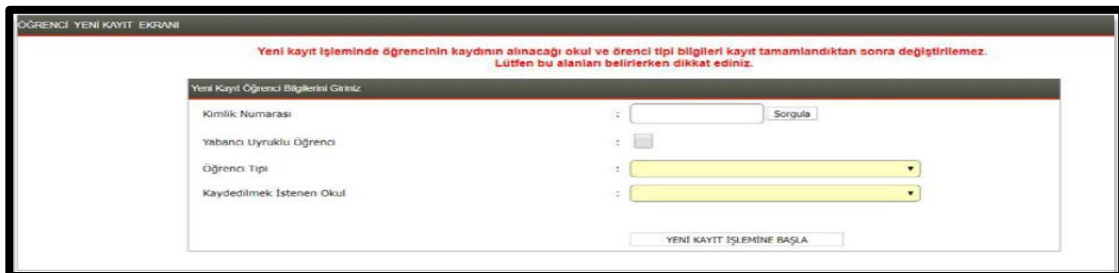 ÖĞRENCİ YENİ KAYIT EKRANI
Yeni kayıt işleminde öğrencinin kaydının alınacağı okul ve örenci tipi bilgileri kayıt tamamlandıktan sonra değiştirilemez.
Lütfen bu alanları belirlerken dikkat ediniz.
Yeni Kayıt Öğrenci Bilgilerini Giriniz
Kimlik Numarası : Sorgula
Yabancı Uyruklu Öğrenci :
Öğrenci Tipi :
Kaydedilmek İstenen Okul :
YENİ KAYIT İŞLEMİNE BAŞLA